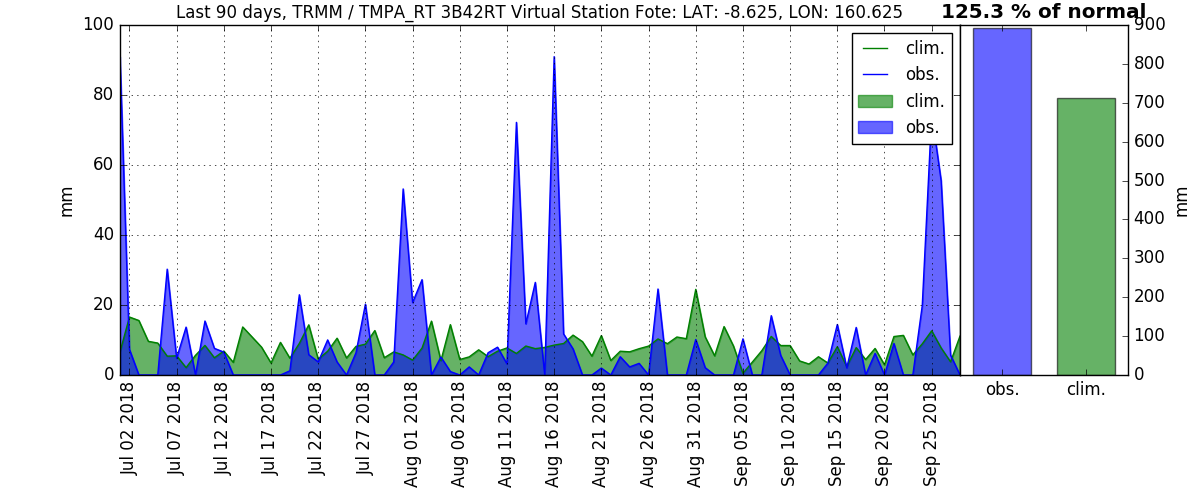 Last 90 days, TRMM / TMPA_RT 3B42RT Virtual Station Fote: LAT: -8.625, LON: 160.625
125.3 % of normal
100
80
60
40
20
0
mm
clim.
obs.
clim.
obs.
900
800
700
600
500
400
300
200
100
0
mm
obs.
clim.
Jul 02 2018
Jul 07 2018
Jul 12 2018
Jul 17 2018
Jul 22 2018
Jul 27 2018
Aug 01 2018
Aug 06 2018
Aug 11 2018
Aug 16 2018
Aug 21 2018
Aug 26 2018
Aug 31 2018
Sep 05 2018
Sep 10 2018
Sep 15 2018
Sep 20 2018
Sep 25 2018